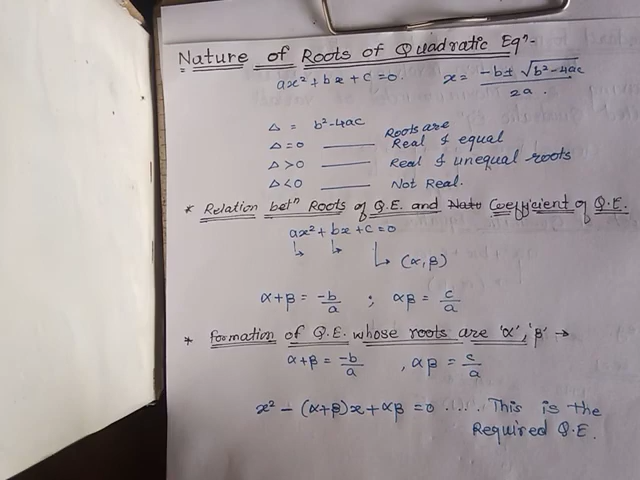 Nature of Roots of Quadratic Eqⁿ-
ax² + bx + c = 0. x = -b ± √b²-4ac / 2a.
Δ = b²-4ac
Roots are
Δ = 0 —— Real & equal
Δ > 0 —— Real & unequal roots
Δ < 0 —— Not Real.
* Relation betⁿ Roots of Q.E. and Natu Coefficient of Q.E.
ax² + bx + c = 0
(α, β)
α+β = -b/a ; αβ = c/a
* Formation of Q.E. whose roots are 'α', 'β' →
α+β = -b/a , αβ = c/a
x² - (α+β)x + αβ = 0 .... This is the
Required Q.E.